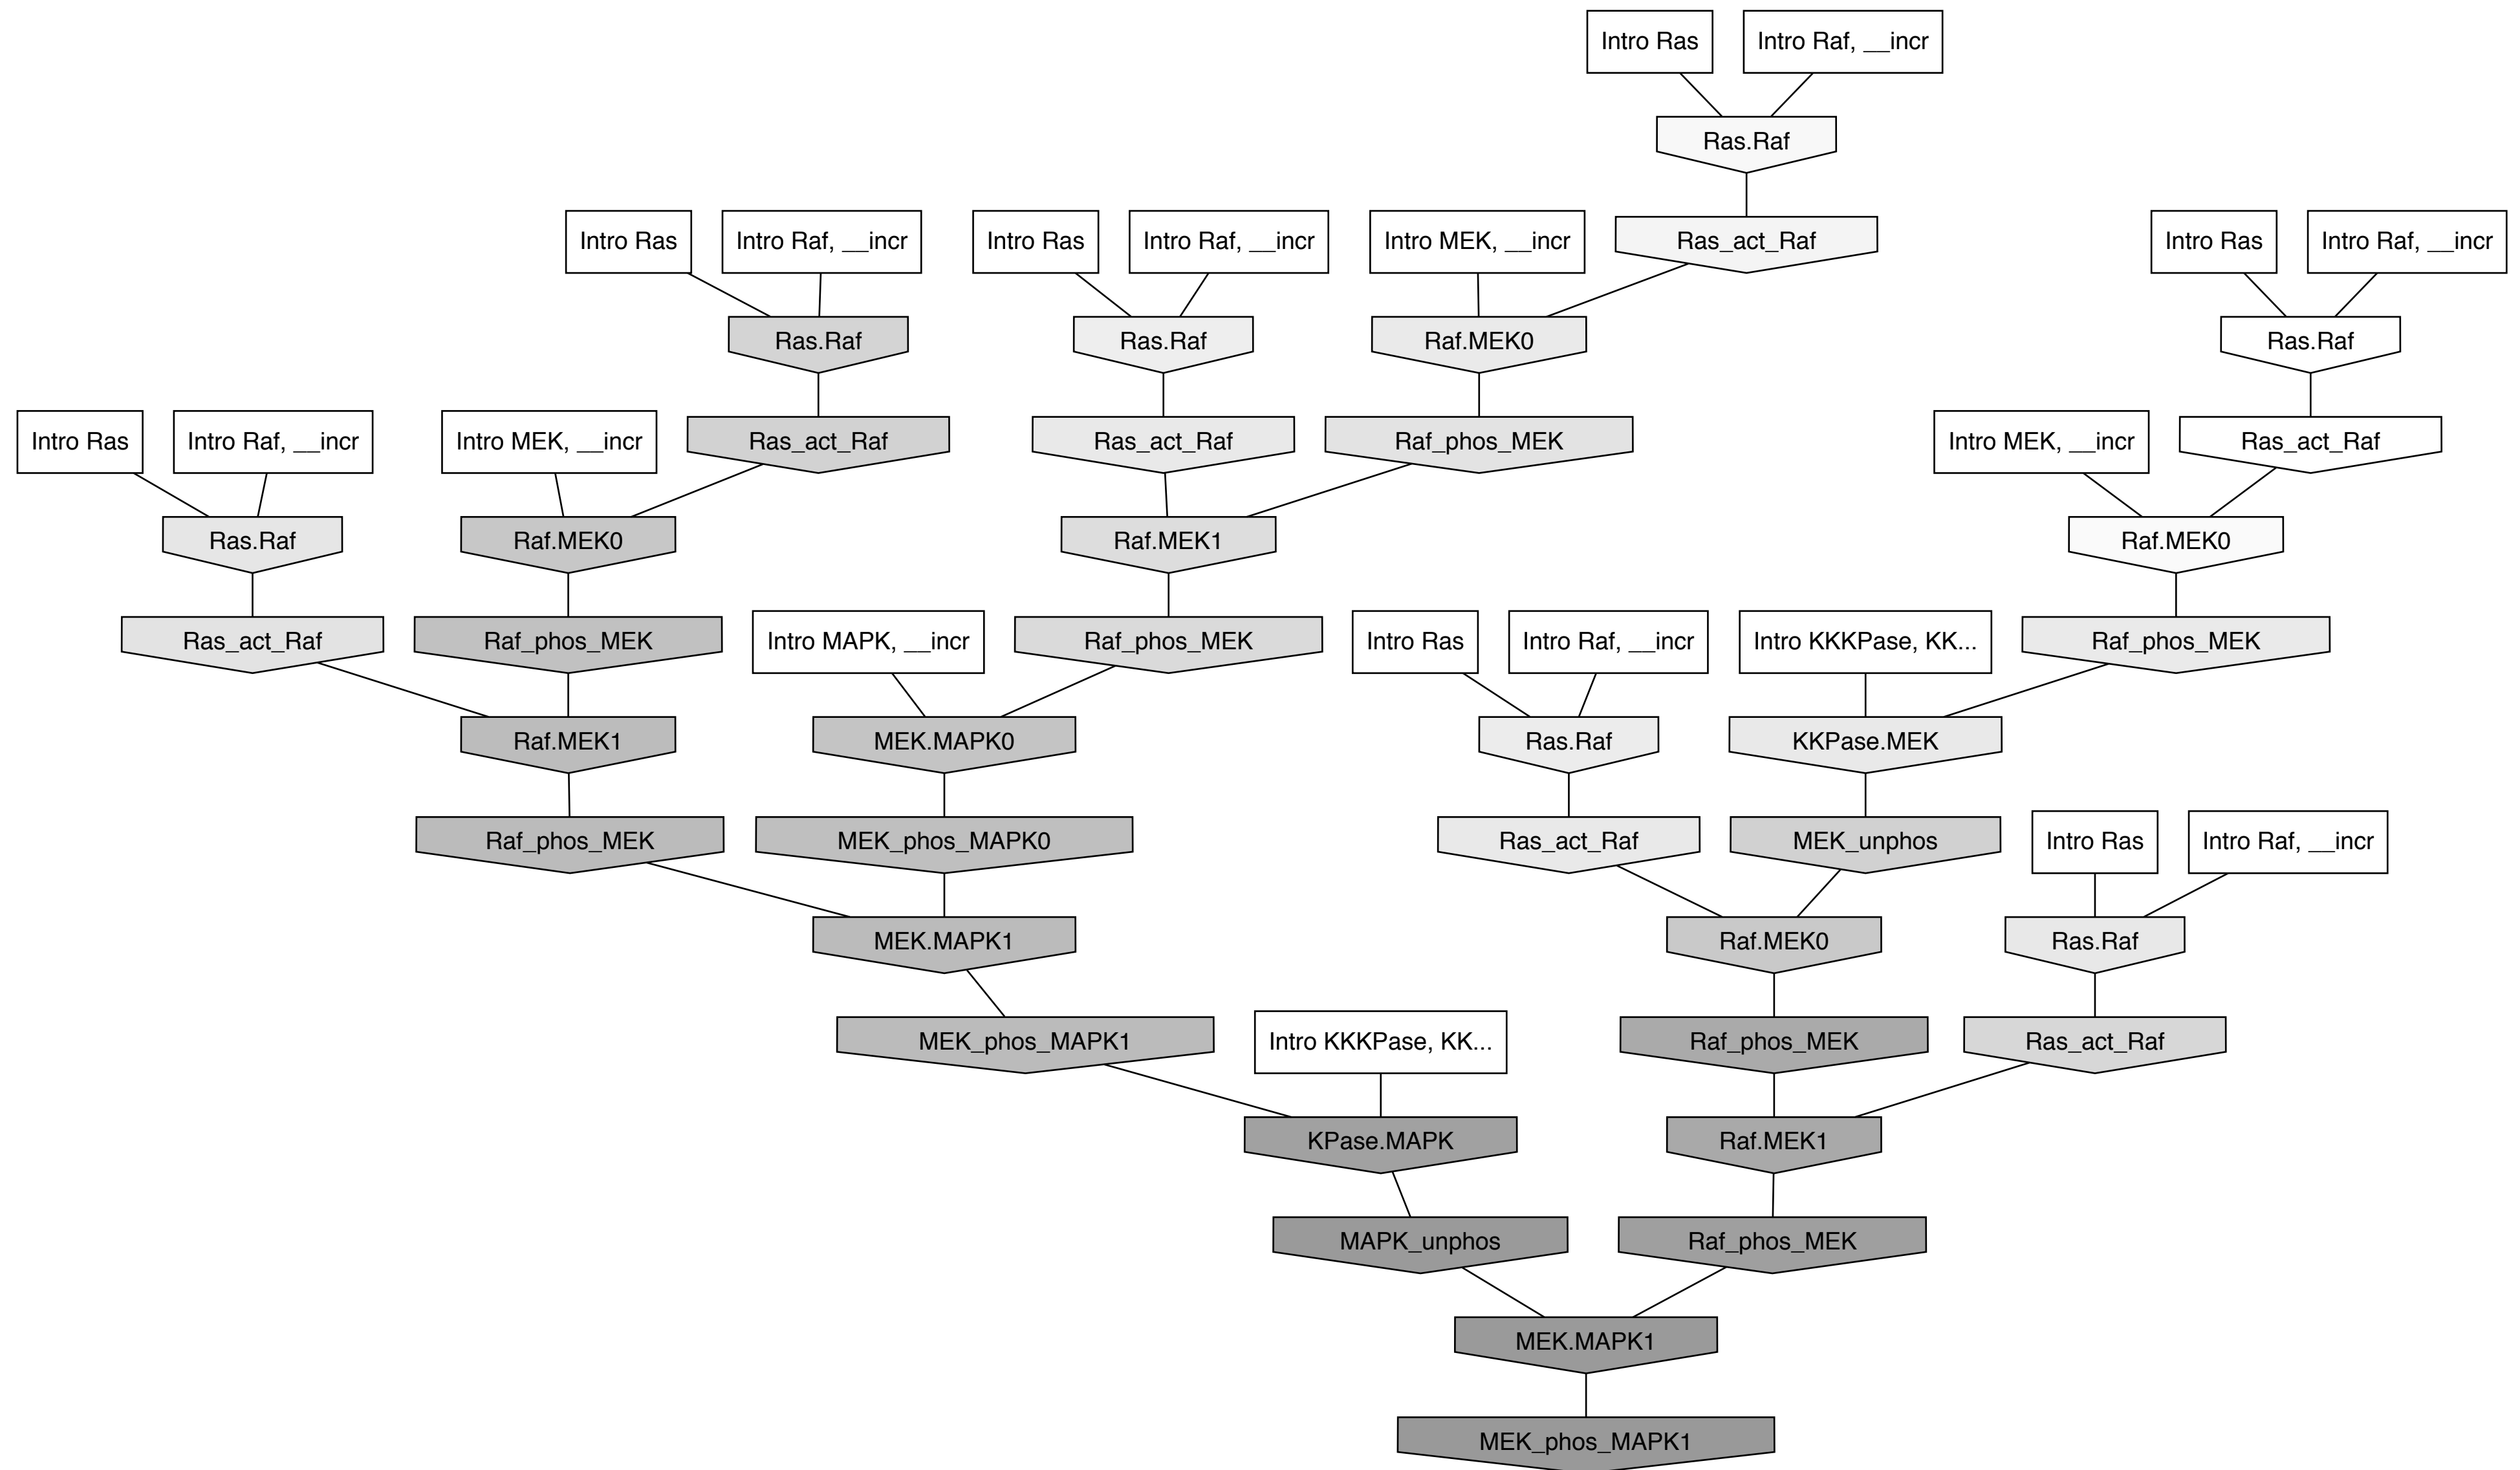 Intro Ras
Intro Raf, __incr
Ras.Raf
Intro Ras
Intro Raf, __incr
Intro Ras
Intro Raf, __incr
Intro MEK, __incr
Ras_act_Raf
Intro Ras
Intro Raf, __incr
Ras.Raf
Ras.Raf
Raf.MEK0
Ras.Raf
Intro Ras
Intro Raf, __incr
Intro MEK, __incr
Ras_act_Raf
Ras_act_Raf
Raf_phos_MEK
Intro MEK, __incr
Ras_act_Raf
Ras.Raf
Raf.MEK0
Raf.MEK1
Raf.MEK0
Ras_act_Raf
Raf_phos_MEK
Intro MAPK, __incr
Raf_phos_MEK
Intro Ras
Intro Raf, __incr
Intro KKKPase, KK...
Raf_phos_MEK
Raf.MEK1
MEK.MAPK0
Ras.Raf
KKPase.MEK
Raf_phos_MEK
MEK_phos_MAPK0
Ras_act_Raf
MEK_unphos
Intro Ras
Intro Raf, __incr
MEK.MAPK1
Raf.MEK0
Ras.Raf
MEK_phos_MAPK1
Intro KKKPase, KK...
Raf_phos_MEK
Ras_act_Raf
KPase.MAPK
Raf.MEK1
MAPK_unphos
Raf_phos_MEK
MEK.MAPK1
MEK_phos_MAPK1